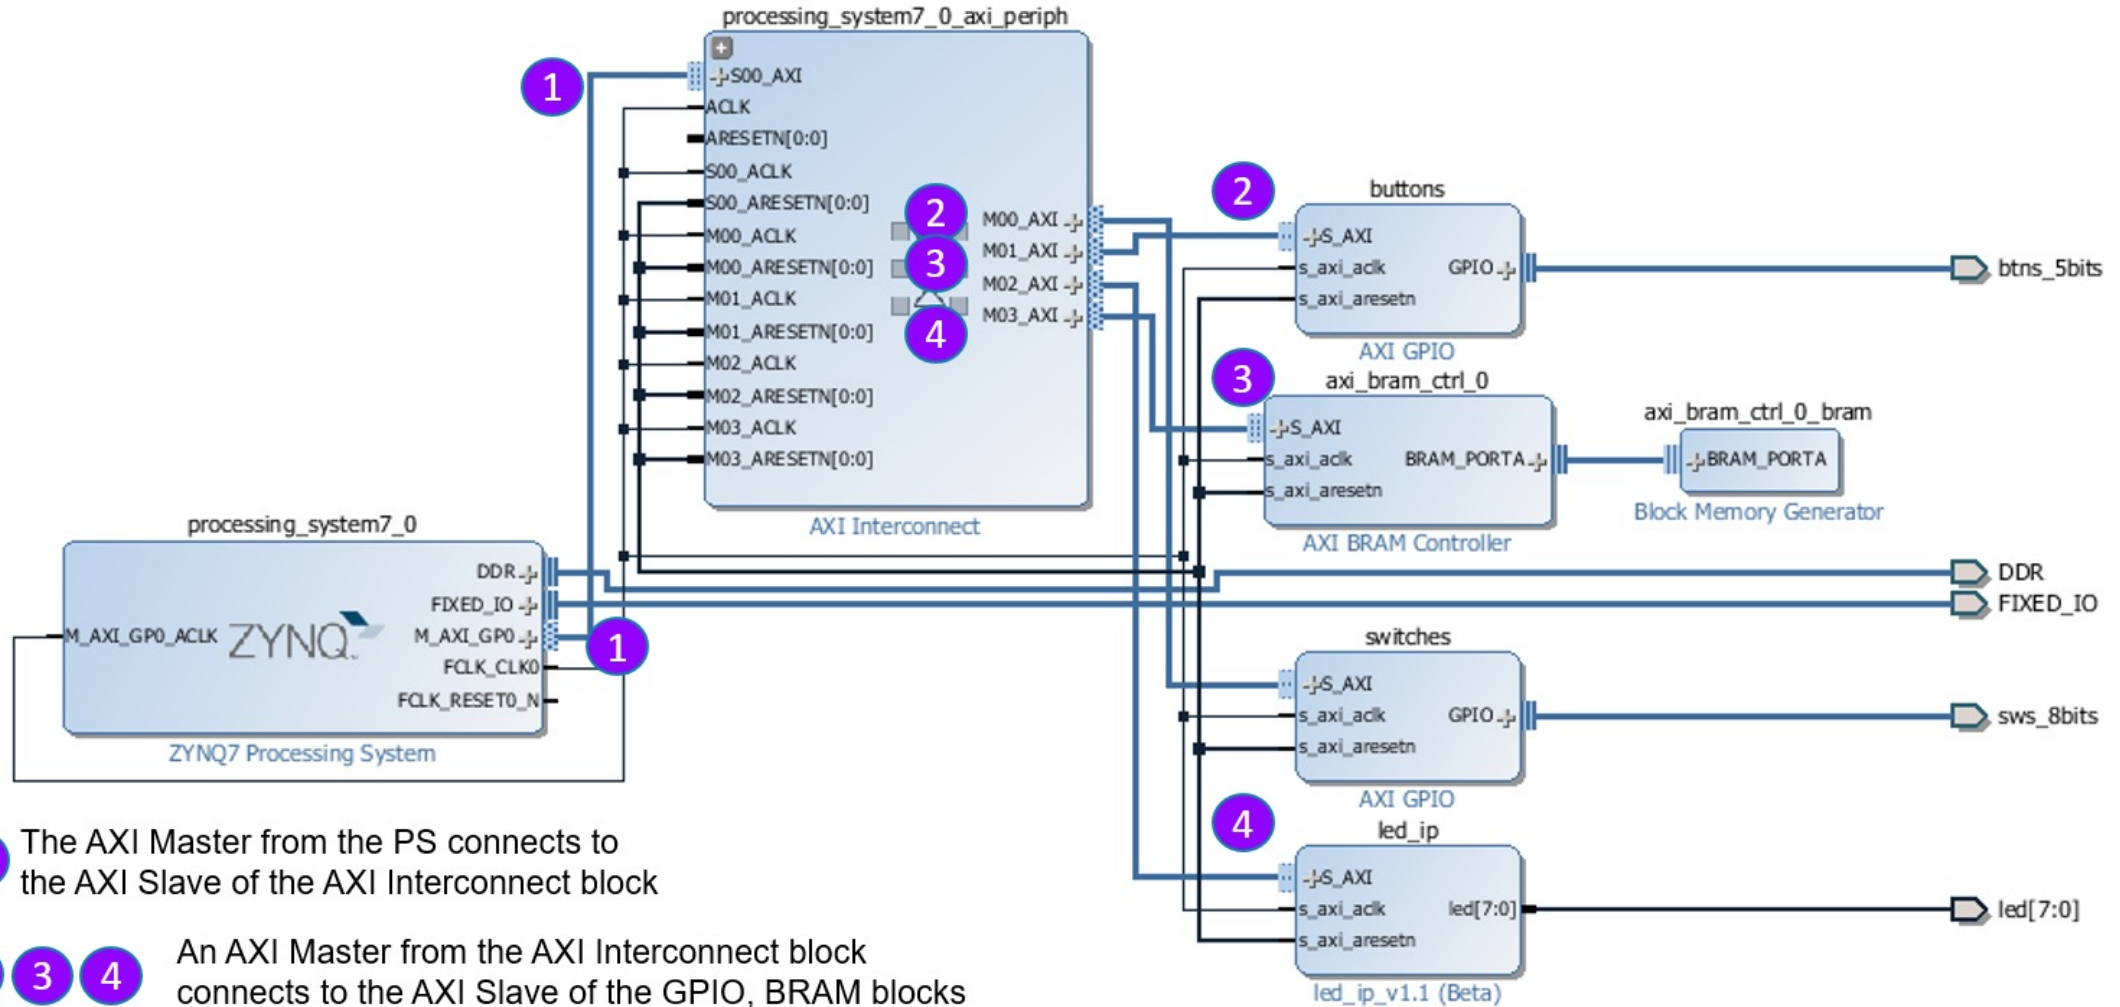 processing_system7_0_axi_periph
S00_AXI
ACLK
ARESETN[0:0]
S00_ACLK
S00_ARESETN[0:0]
M00_ACLK
M00_ARESETN[0:0]
M01_ACLK
M01_ARESETN[0:0]
M02_ACLK
M02_ARESETN[0:0]
M03_ACLK
M03_ARESETN[0:0]
M00_AXI
M01_AXI
M02_AXI
M03_AXI
AXI Interconnect
1
2
3
4
2
buttons
S_AXI
s_axi_aclk
s_axi_aresetn
GPIO
AXI GPIO
btns_5bits
3
axi_bram_ctrl_0
S_AXI
s_axi_aclk
s_axi_aresetn
BRAM_PORTA
AXI BRAM Controller
axi_bram_ctrl_0_bram
BRAM_PORTA
Block Memory Generator
processing_system7_0
M_AXI_GP0_ACLK
ZYNQ
DDR
FIXED_IO
M_AXI_GP0
FCLK_CLK0
FCLK_RESET0_N
ZYNQ7 Processing System
1
DDR
FIXED_IO
switches
S_AXI
s_axi_aclk
s_axi_aresetn
GPIO
AXI GPIO
sws_8bits
4
led_ip
S_AXI
s_axi_aclk
s_axi_aresetn
led[7:0]
led_ip_v1.1 (Beta)
led[7:0]
The AXI Master from the PS connects to
the AXI Slave of the AXI Interconnect block
3 4
An AXI Master from the AXI Interconnect block
connects to the AXI Slave of the GPIO, BRAM blocks